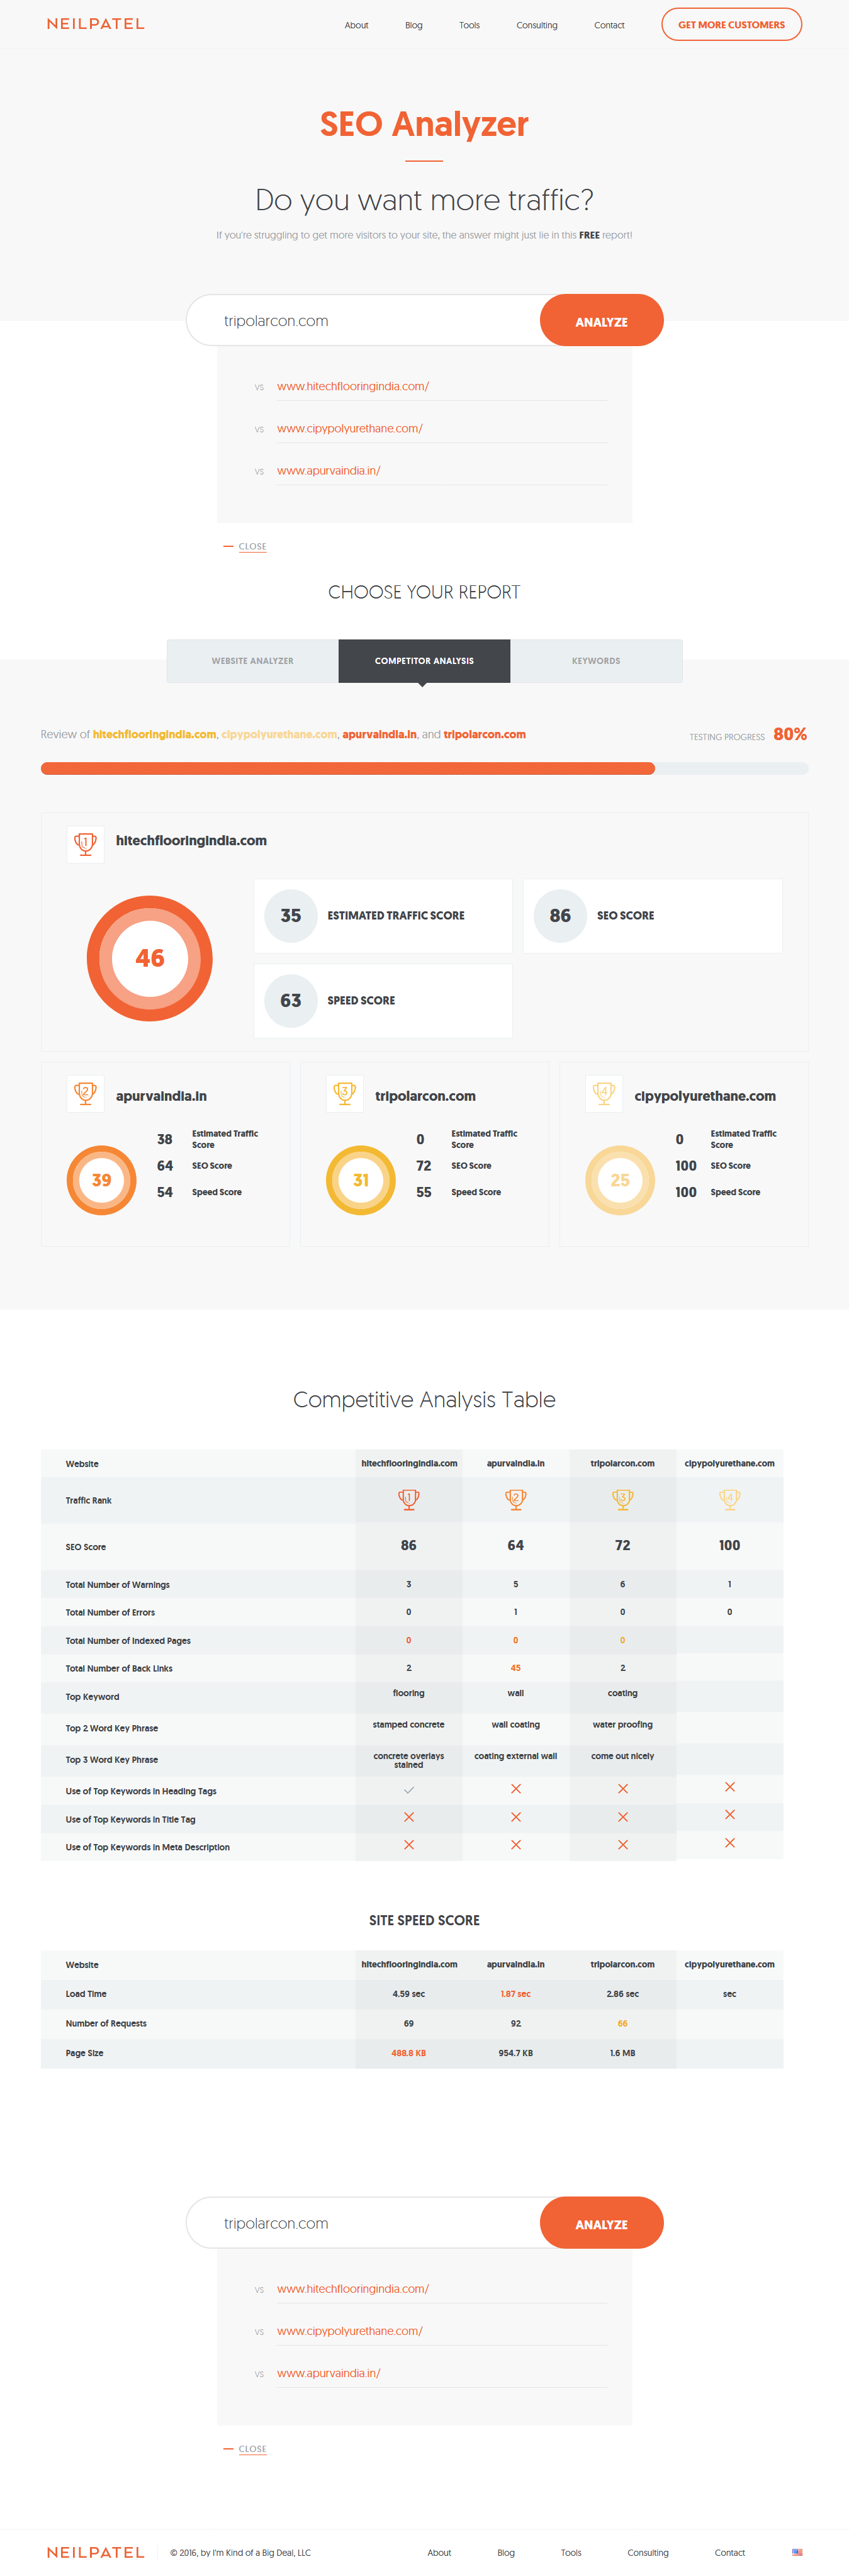 NEILPATEL About Blog Tools Consulting Contact GET MORE CUSTOMERS
SEO Analyzer
Do you want more traffic?
If you're struggling to get more visitors to your site, the answer might just lie in this FREE report!
tripolarcon.com ANALYZE
vs www.hitechflooringindia.com/
vs www.cipypolyurethane.com/
vs www.apurvaindia.in/
CLOSE
CHOOSE YOUR REPORT
WEBSITE ANALYZER COMPETITOR ANALYSIS KEYWORDS
Review of hitechflooringindia.com, cipypolyurethane.com, apurvaindia.in, and tripolarcon.com TESTING PROGRESS 80%
1 hitechflooringindia.com
46
35 ESTIMATED TRAFFIC SCORE
86 SEO SCORE
63 SPEED SCORE
2 apurvaindia.in
39
38 Estimated Traffic
Score
64 SEO Score
54 Speed Score
3 tripolarcon.com
31
0 Estimated Traffic
Score
72 SEO Score
55 Speed Score
4 cipypolyurethane.com
25
0 Estimated Traffic
Score
100 SEO Score
100 Speed Score
Competitive Analysis Table
Website hitechflooringindia.com apurvaindia.in tripolarcon.com cipypolyurethane.com
Traffic Rank 1 2 3 4
SEO Score 86 64 72 100
Total Number of Warnings 3 5 6 1
Total Number of Errors 0 1 0 0
Total Number of Indexed Pages 0 0 0
Total Number of Back Links 2 45 2
Top Keyword flooring wall coating
Top 2 Word Key Phrase stamped concrete wall coating water proofing
Top 3 Word Key Phrase concrete overlays coating external wall come out nicely
stained
Use of Top Keywords in Heading Tags
Use of Top Keywords in Title Tag
Use of Top Keywords in Meta Description
SITE SPEED SCORE
Website hitechflooringindia.com apurvaindia.in tripolarcon.com cipypolyurethane.com
Load Time 4.59 sec 1.87 sec 2.86 sec sec
Number of Requests 69 92 66
Page Size 488.8 KB 954.7 KB 1.6 MB
tripolarcon.com ANALYZE
vs www.hitechflooringindia.com/
vs www.cipypolyurethane.com/
vs www.apurvaindia.in/
CLOSE
NEILPATEL © 2016, by I'm Kind of a Big Deal, LLC About Blog Tools Consulting Contact